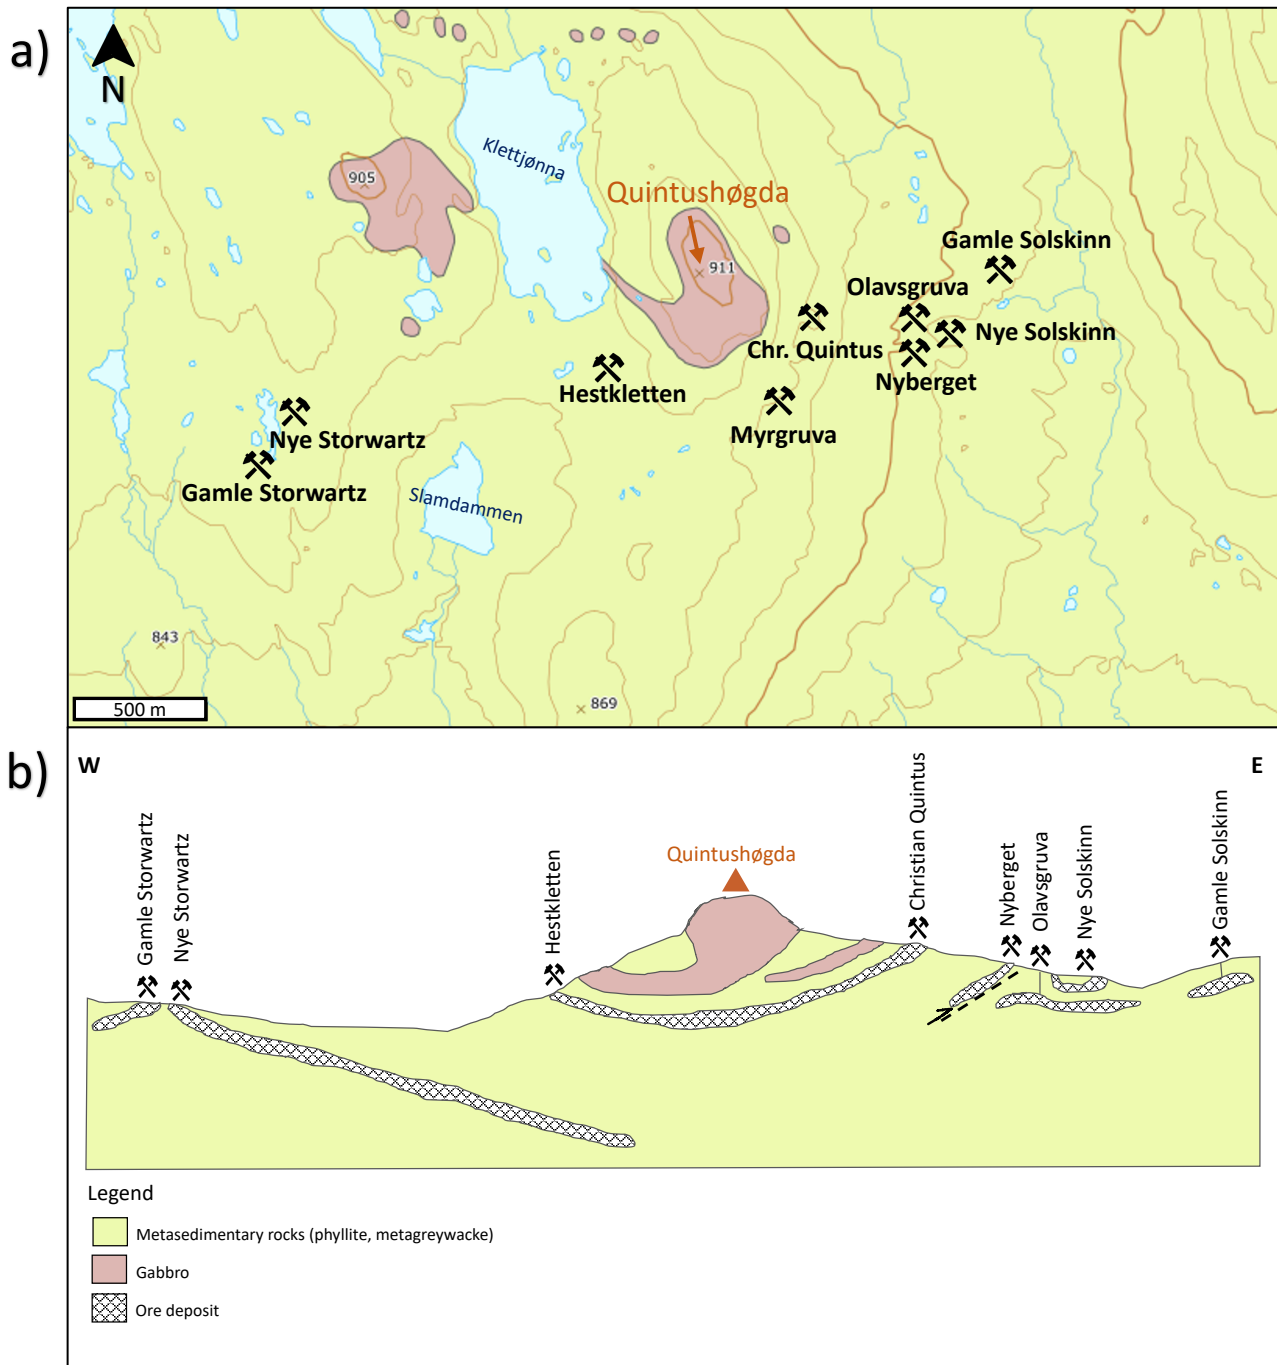 a)
N
Klettjønna
905
Quintushøgda
911
Gamle Solskinn
Olavsgruva
Nye Solskinn
Chr. Quintus
Nyberget
Hestkletten
Myrgruva
Nye Storwartz
Gamle Storwartz
Slamdammen
843
869
500 m
b)
W
E
Gamle Storwartz
Nye Storwartz
Hestkletten
Quintushøgda
Christian Quintus
Nyberget
Olavsgruva
Nye Solskinn
Gamle Solskinn
Legend
Metasedimentary rocks (phyllite, metagreywacke)
Gabbro
Ore deposit